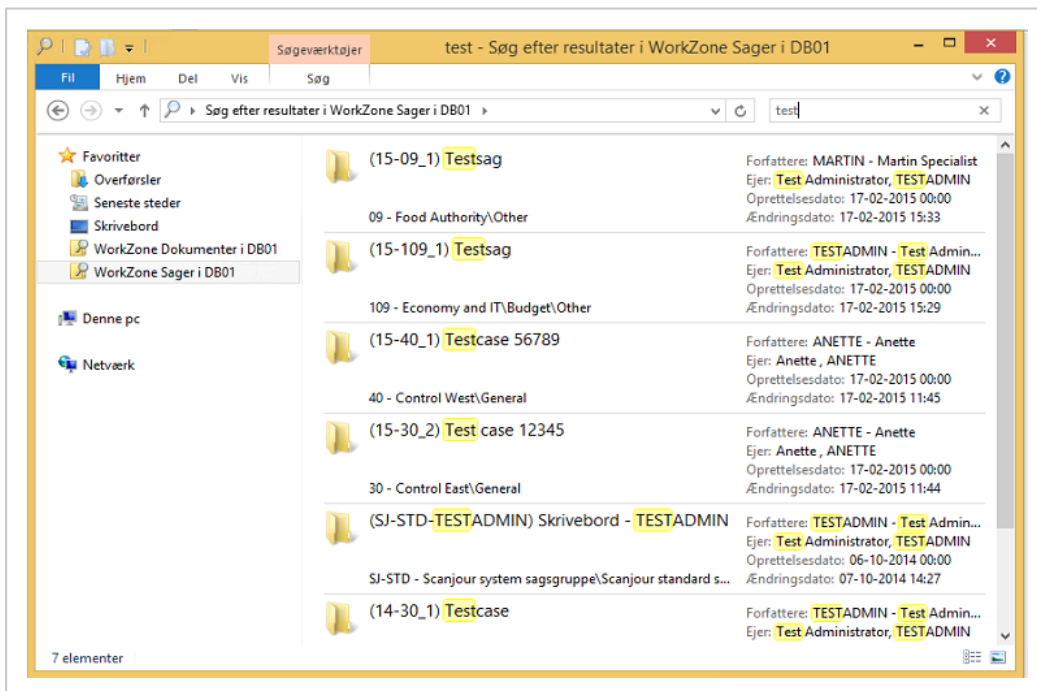 Søgeværktøjer
test - Søg efter resultater i WorkZone Sager i DB01
Fil Hjem Del Vis Søg
Søg efter resultater i WorkZone Sager i DB01
test
Favoritter
Overførsler
Seneste steder
Skrivebord
WorkZone Dokumenter i DB01
WorkZone Sager i DB01
Denne pc
Netværk
(15-09_1) Testsag
09 - Food Authority\Other
Forfattere: MARTIN - Martin Specialist
Ejer: Test Administrator, TESTADMIN
Oprettelsesdato: 17-02-2015 00:00
Ændringsdato: 17-02-2015 15:33
(15-109_1) Testsag
109 - Economy and IT\Budget\Other
Forfattere: TESTADMIN - Test Admin...
Ejer: Test Administrator, TESTADMIN
Oprettelsesdato: 17-02-2015 00:00
Ændringsdato: 17-02-2015 15:29
(15-40_1) Testcase 56789
40 - Control West\General
Forfattere: ANETTE - Anette
Ejer: Anette , ANETTE
Oprettelsesdato: 17-02-2015 00:00
Ændringsdato: 17-02-2015 11:45
(15-30_2) Test case 12345
30 - Control East\General
Forfattere: ANETTE - Anette
Ejer: Anette , ANETTE
Oprettelsesdato: 17-02-2015 00:00
Ændringsdato: 17-02-2015 11:44
(SJ-STD-TESTADMIN) Skrivebord - TESTADMIN
SJ-STD - Scanjour system sagsgruppe\Scanjour standard s...
Forfattere: TESTADMIN - Test Admin...
Ejer: Test Administrator, TESTADMIN
Oprettelsesdato: 06-10-2014 00:00
Ændringsdato: 07-10-2014 14:27
(14-30_1) Testcase
Forfattere: TESTADMIN - Test Admin...
Ejer: Test Administrator, TESTADMIN
7 elementer